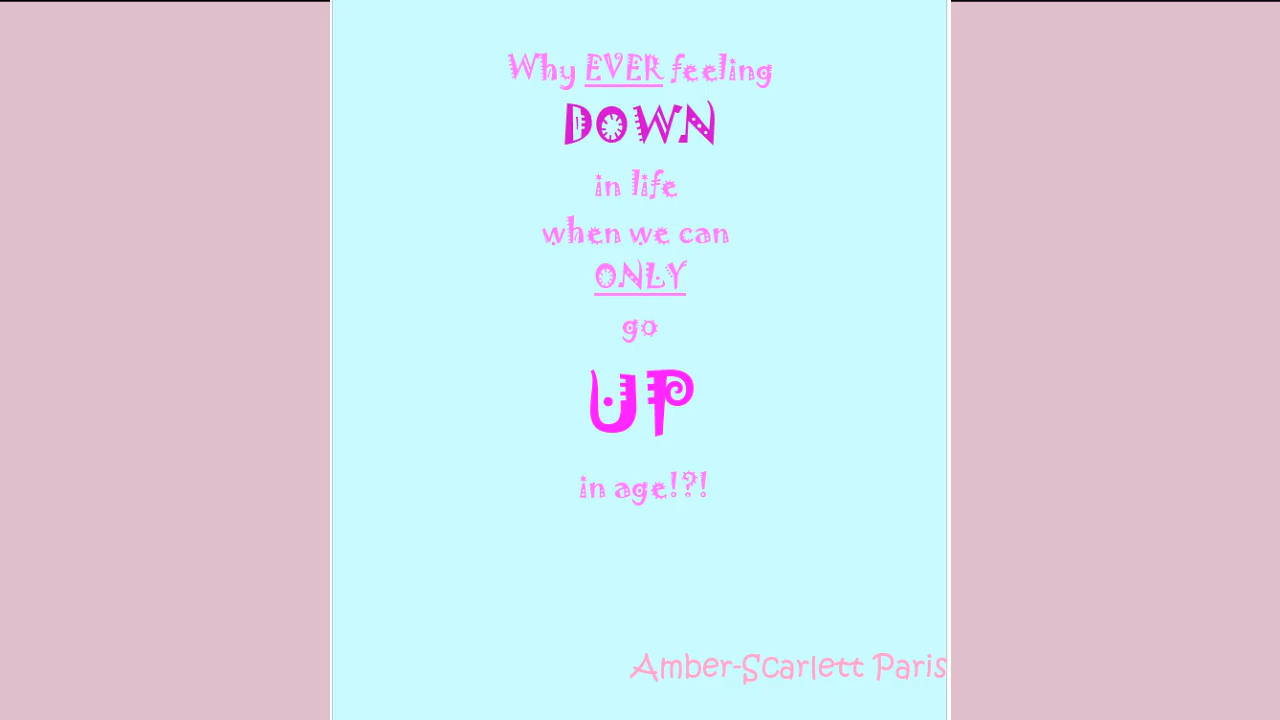 Why EVER feeling
DOWN
in life
when we can
ONLY
go
UP
in age!?!
Amber-Scarlett Paris